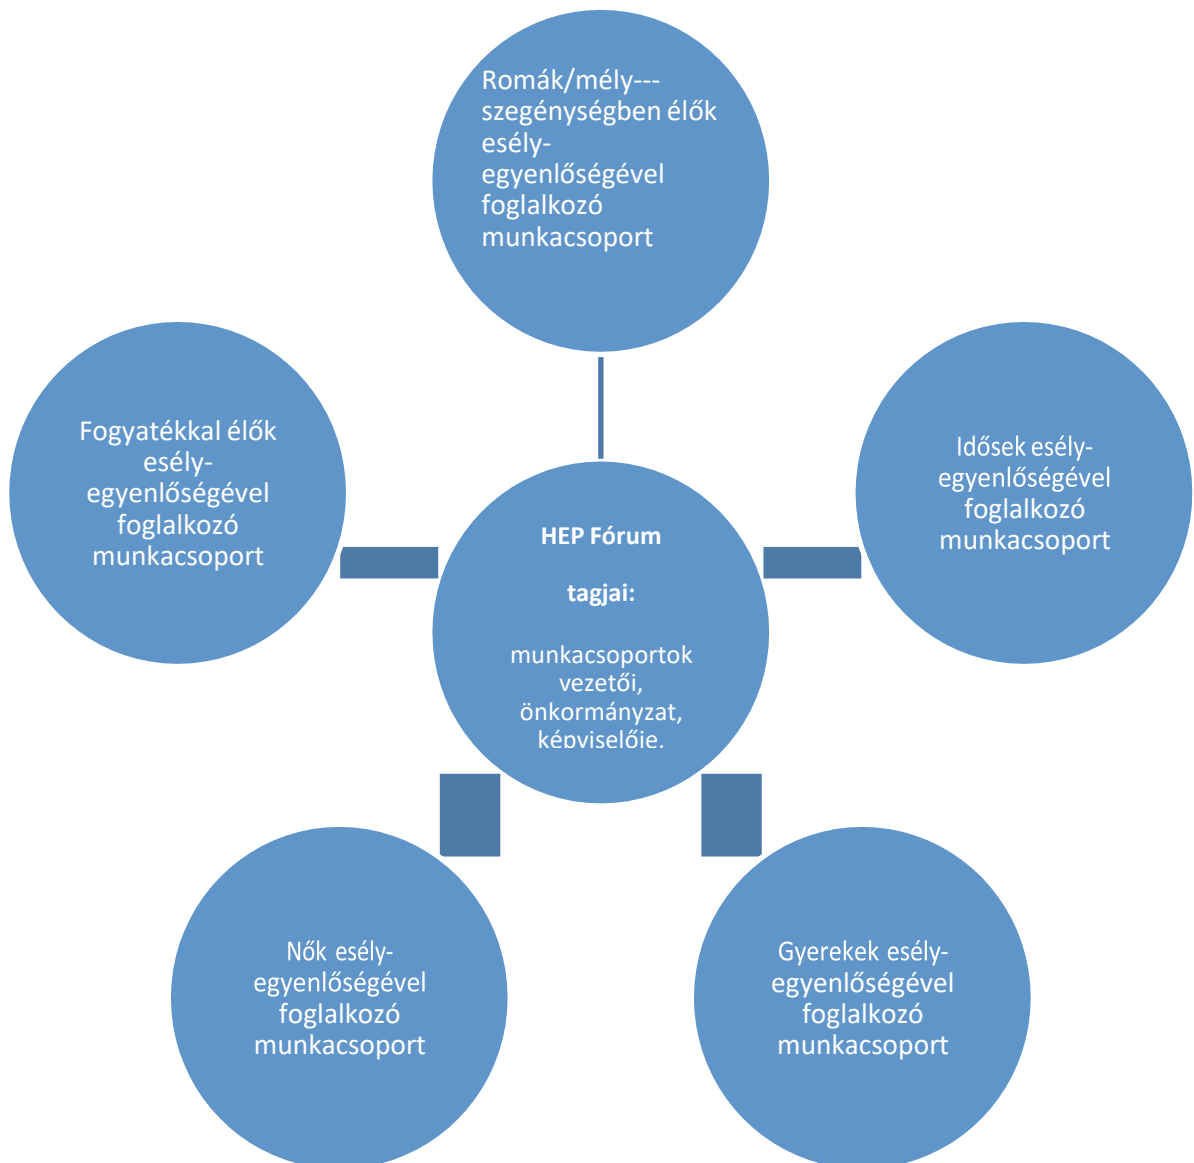 Romák/mély---
szegénységben élők
esély-
egyenlőségével
foglalkozó
munkacsoport
Fogyatékkal élők
esély-
egyenlőségével
foglalkozó
munkacsoport
Idősek esély-
egyenlőségével
foglalkozó
munkacsoport
HEP Fórum
tagjai:
munkacsoportok
vezetői,
önkormányzat,
képviselője.
Nők esély-
egyenlőségével
foglalkozó
munkacsoport
Gyerekek esély-
egyenlőségével
foglalkozó
munkacsoport